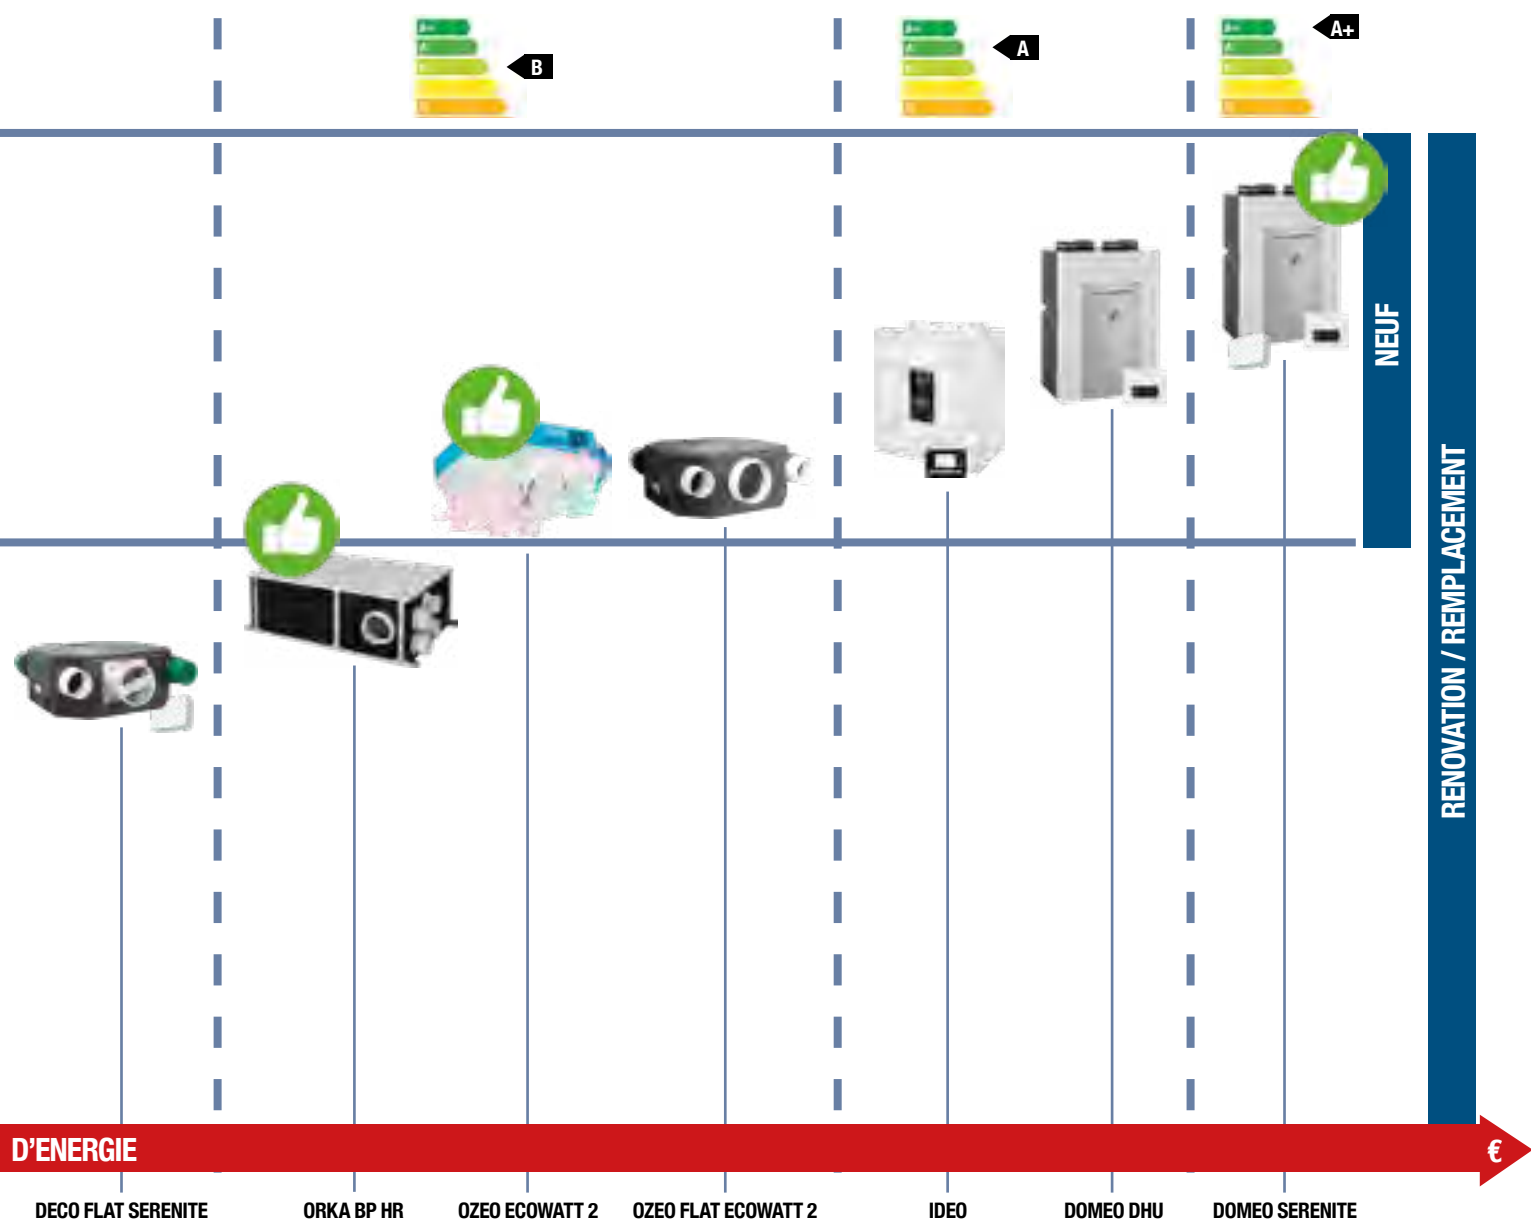 B
A
A+
NEUF
RENOVATION / REMPLACEMENT
D'ENERGIE
€
DECO FLAT SERENITE
ORKA BP HR
OZEO ECOWATT 2
OZEO FLAT ECOWATT 2
IDEO
DOMEO DHU
DOMEO SERENITE